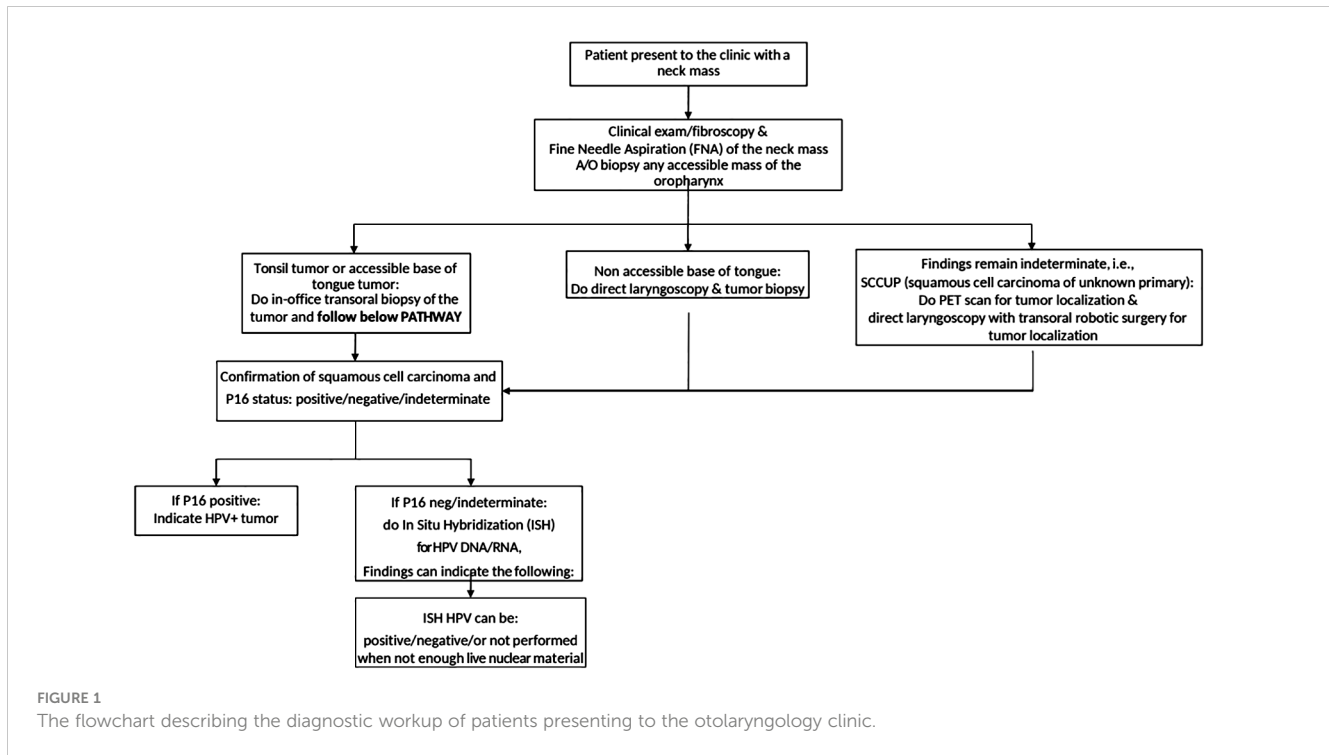 Patient present to the clinic with a
neck mass
Clinical exam/fibroscopy &
Fine Needle Aspiration (FNA) of the neck mass
A/O biopsy any accessible mass of the
oropharynx
Tonsil tumor or accessible base of
tongue tumor:
Do in-office transoral biopsy of the
tumor and follow below PATHWAY
Non accessible base of tongue:
Do direct laryngoscopy & tumor biopsy
Findings remain indeterminate, i.e.,
SCCUP (squamous cell carcinoma of unknown primary):
Do PET scan for tumor localization &
direct laryngoscopy with transoral robotic surgery for
tumor localization
Confirmation of squamous cell carcinoma and
P16 status: positive/negative/indeterminate
If P16 positive:
Indicate HPV+ tumor
If P16 neg/indeterminate:
do In Situ Hybridization (ISH)
for HPV DNA/RNA,
Findings can indicate the following:
ISH HPV can be:
positive/negative/or not performed
when not enough live nuclear material
FIGURE 1
The flowchart describing the diagnostic workup of patients presenting to the otolaryngology clinic.